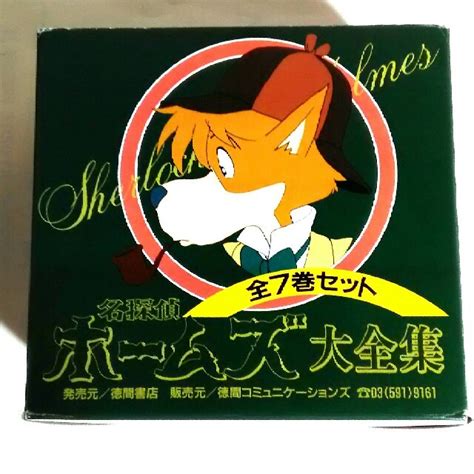 Sherlock Holmes
全7巻セット
名探偵
ホームズ大全集
発売元／徳間書店 販売元／徳間コミュニケーションズ ☎03(591)9161